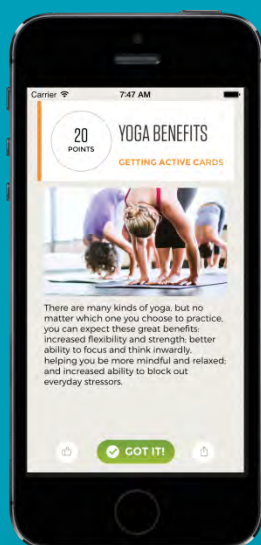 Carrier 7:47 AM
20
POINTS
YOGA BENEFITS
GETTING ACTIVE CARDS
There are many kinds of yoga, but no
matter which one you choose to practice,
you can expect these great benefits:
increased flexibility and strength; better
ability to focus and think inwardly,
helping you be more mindful and relaxed;
and increased ability to block out
everyday stressors.
GOT IT!